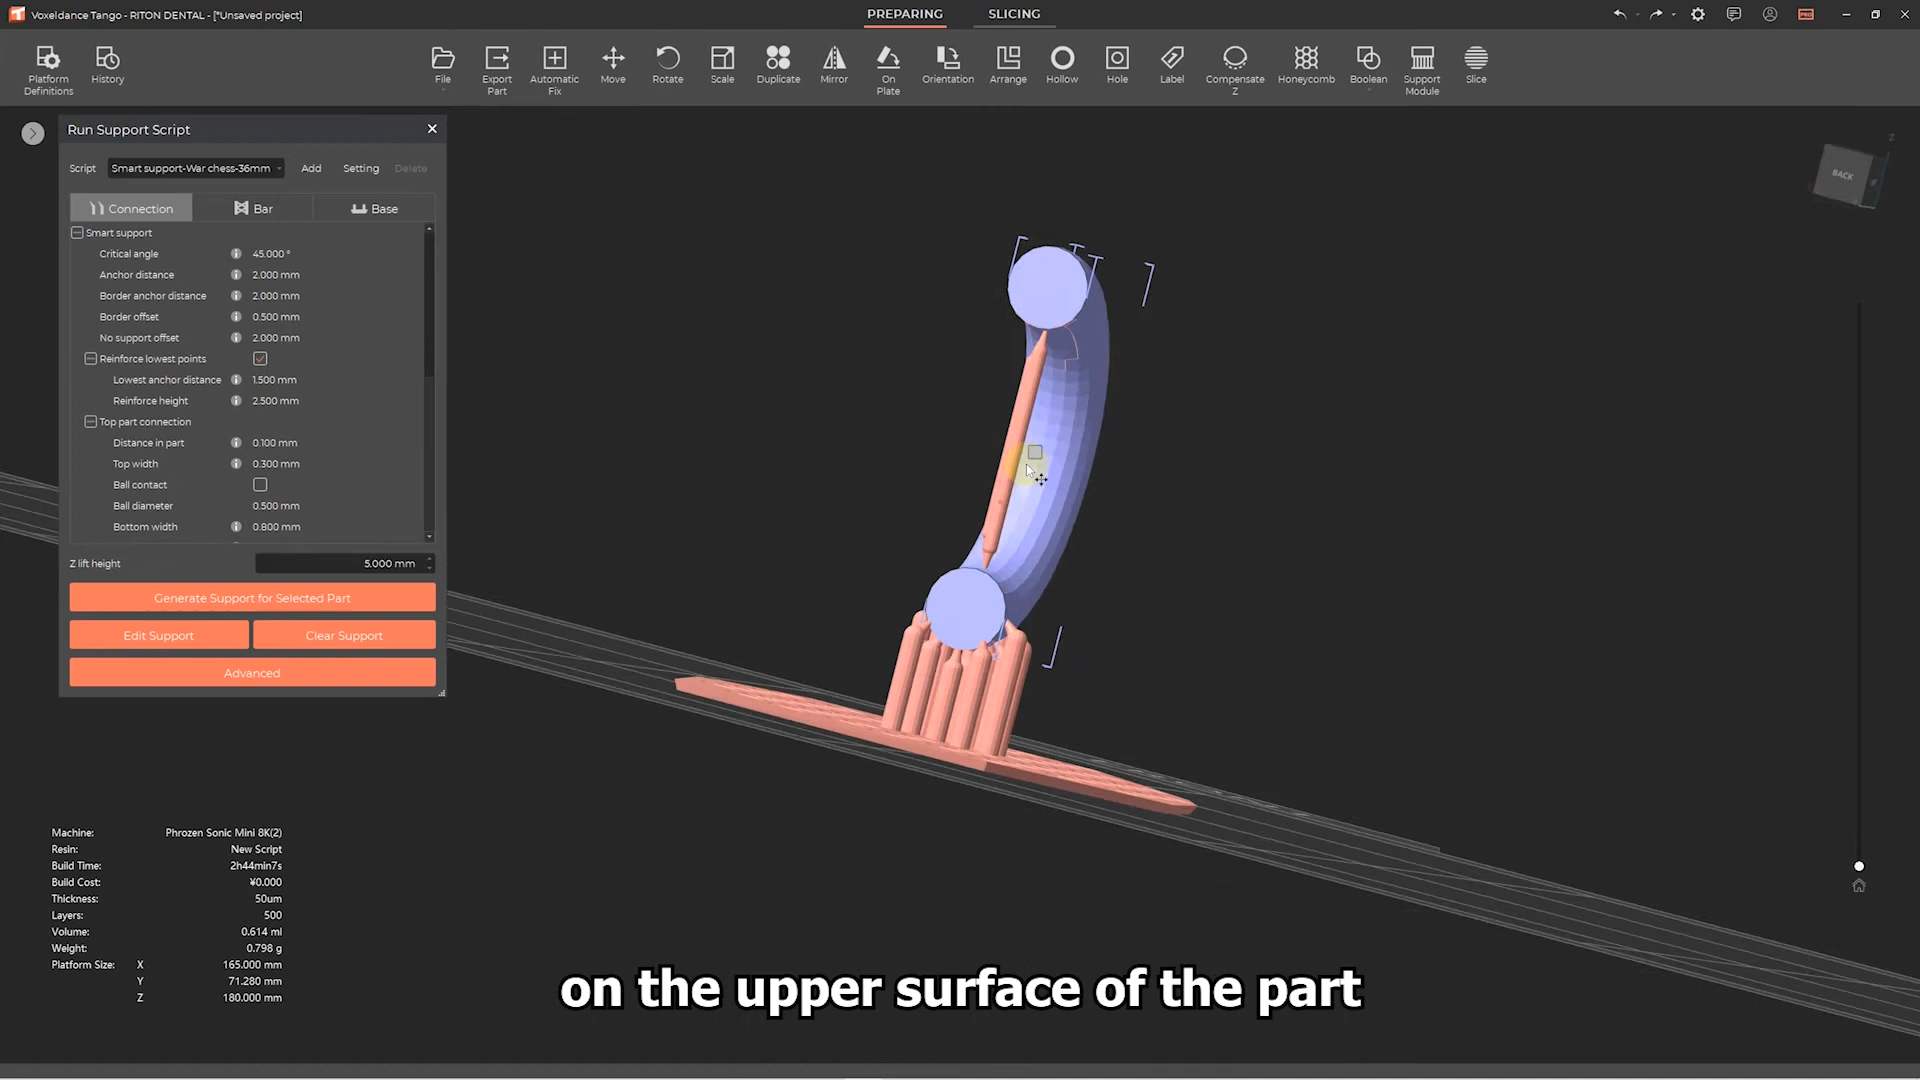 Voxeldance Tango - RITON DENTAL - [*Unsaved project]
PREPARING
SLICING
PRO
Platform Definitions
History
File
Export Part
Automatic Fix
Move
Rotate
Scale
Duplicate
Mirror
On Plate
Orientation
Arrange
Hollow
Hole
Label
Compensate Z
Honeycomb
Boolean
Support Module
Slice
Run Support Script
Script Smart support-War chess-36mm Add Setting Delete
Connection Bar Base
Smart support
Critical angle 45.000 °
Anchor distance 2.000 mm
Border anchor distance 2.000 mm
Border offset 0.500 mm
No support offset 2.000 mm
Reinforce lowest points
Lowest anchor distance 1.500 mm
Reinforce height 2.500 mm
Top part connection
Distance in part 0.100 mm
Top width 0.300 mm
Ball contact
Ball diameter 0.500 mm
Bottom width 0.800 mm
Z lift height 5.000 mm
Generate Support for Selected Part
Edit Support Clear Support
Advanced
Z
BACK
Machine: Phrozen Sonic Mini 8K(2)
Resin: New Script
Build Time: 2h44min7s
Build Cost: ¥0.000
Thickness: 50um
Layers: 500
Volume: 0.614 ml
Weight: 0.798 g
Platform Size: X 165.000 mm
Y 71.280 mm
Z 180.000 mm
on the upper surface of the part